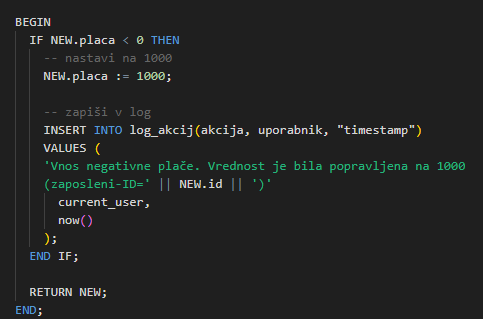 BEGIN
IF NEW.placa < 0 THEN
-- nastavi na 1000
NEW.placa := 1000;
-- zapiši v log
INSERT INTO log_akcij(akcija, uporabnik, "timestamp")
VALUES (
'Vnos negativne plače. Vrednost je bila popravljena na 1000
(zaposleni-ID=' || NEW.id || ')'
current_user,
now()
);
END IF;
RETURN NEW;
END;